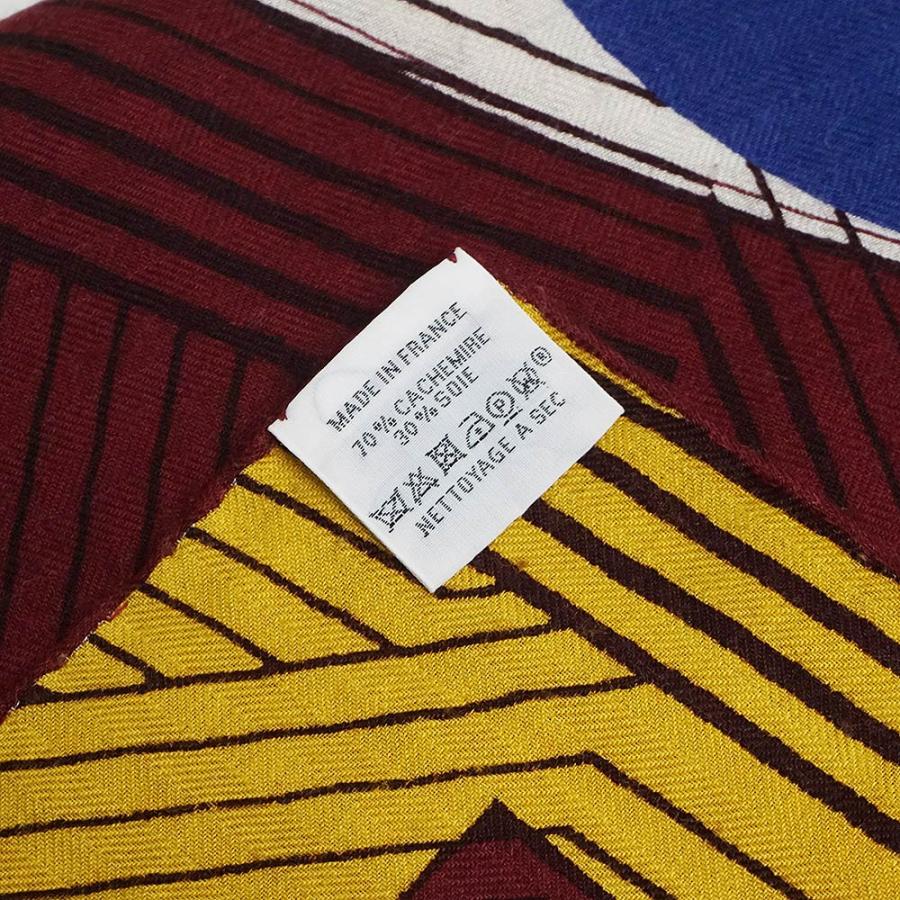 MADE IN FRANCE
70% CACHEMIRE
30% SOIE
P W ®
NETTOYAGE A SEC